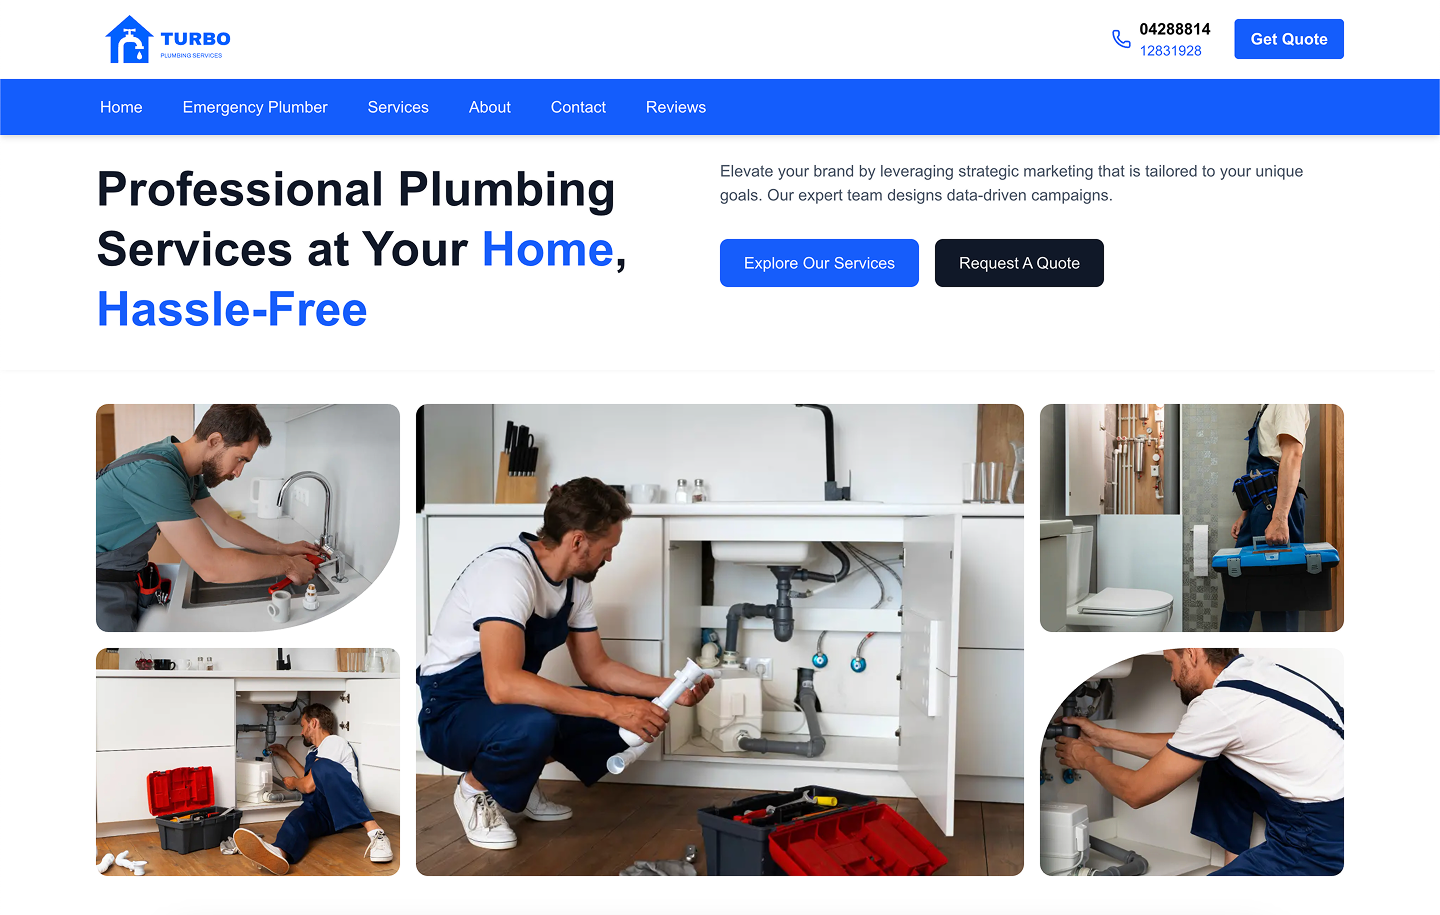 TURBO
PLUMBING SERVICES
04288814
12831928
Get Quote
Home
Emergency Plumber
Services
About
Contact
Reviews
Professional Plumbing
Services at Your Home,
Hassle-Free
Elevate your brand by leveraging strategic marketing that is tailored to your unique
goals. Our expert team designs data-driven campaigns.
Explore Our Services
Request A Quote